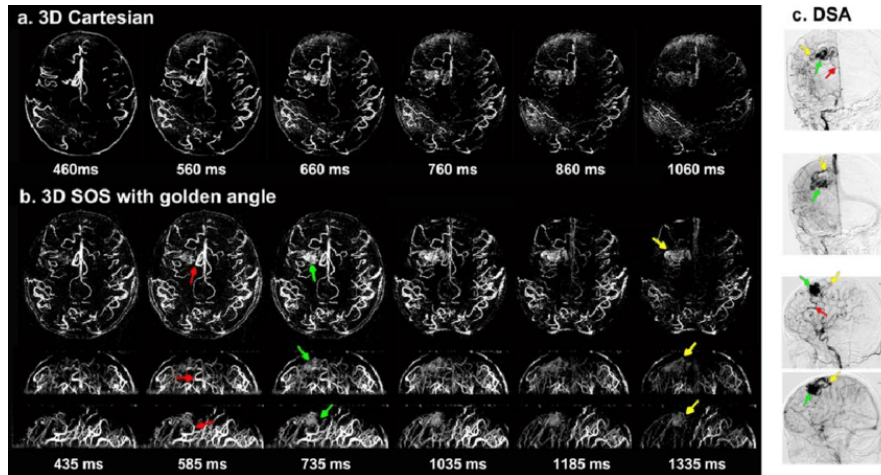 a. 3D Cartesian
460ms 560 ms 660 ms 760 ms 860 ms 1060 ms
b. 3D SOS with golden angle
435 ms 585 ms 735 ms 1035 ms 1185 ms 1335 ms
c. DSA